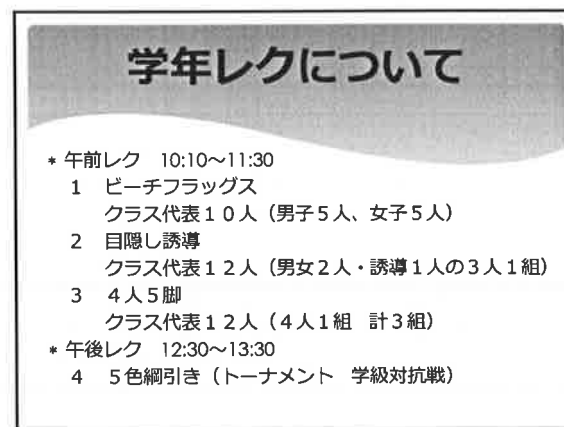 学年レクについて
* 午前レク　10:10～11:30
1　ビーチフラッグス
クラス代表１０人（男子５人、女子５人）
2　目隠し誘導
クラス代表１２人（男女２人・誘導１人の３人１組）
3　４人５脚
クラス代表１２人（４人１組　計３組）
* 午後レク　12:30～13:30
4　５色綱引き（トーナメント　学級対抗戦）